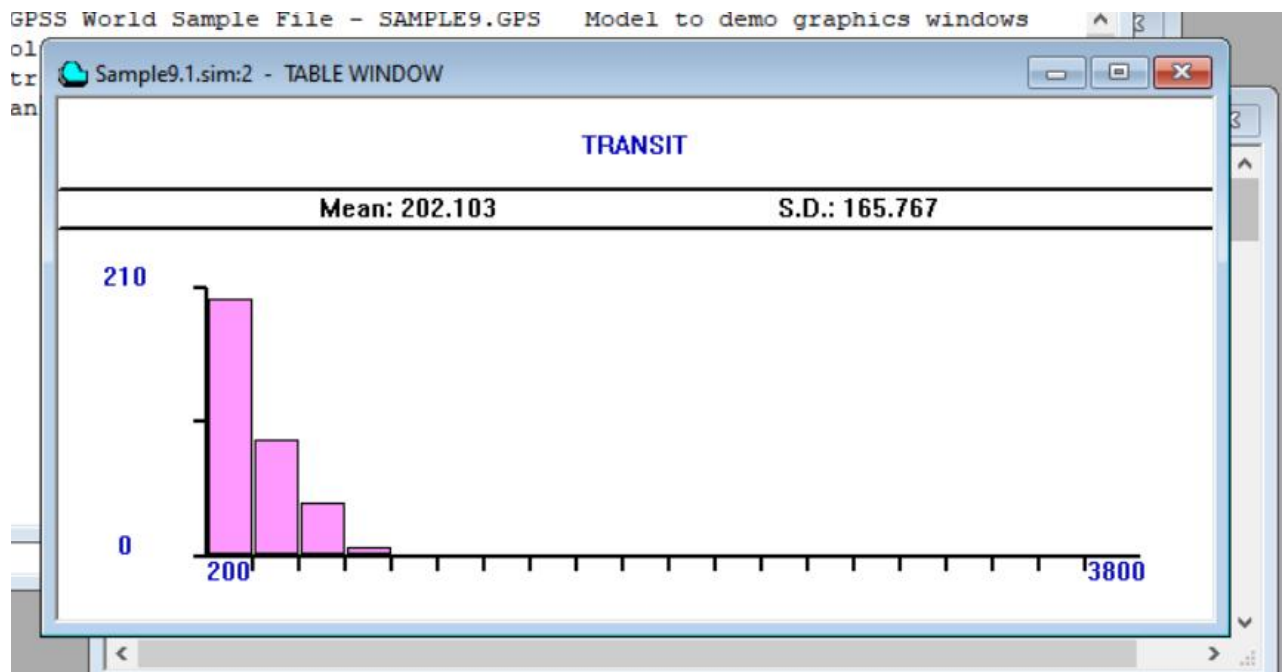 GPSS World Sample File - SAMPLE9.GPS   Model to demo graphics windows
ol
tr
an
Sample9.1.sim:2 - TABLE WINDOW
TRANSIT
Mean: 202.103 S.D.: 165.767
210
0
200 3800